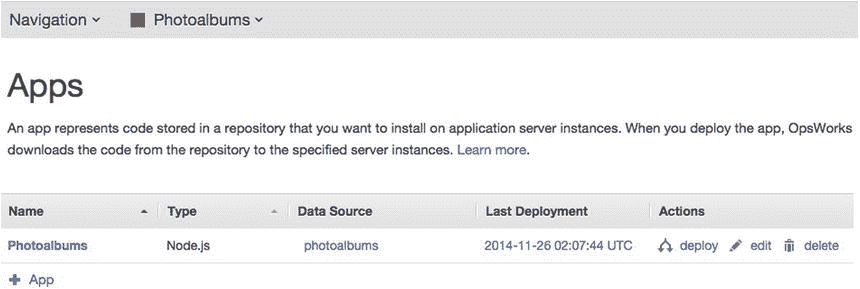 Navigation Photoalbums
Apps
An app represents code stored in a repository that you want to install on application server instances. When you deploy the app, OpsWorks
downloads the code from the repository to the specified server instances. Learn more.
Name Type Data Source Last Deployment Actions
Photoalbums Node.js photoalbums 2014-11-26 02:07:44 UTC deploy edit delete
+ App